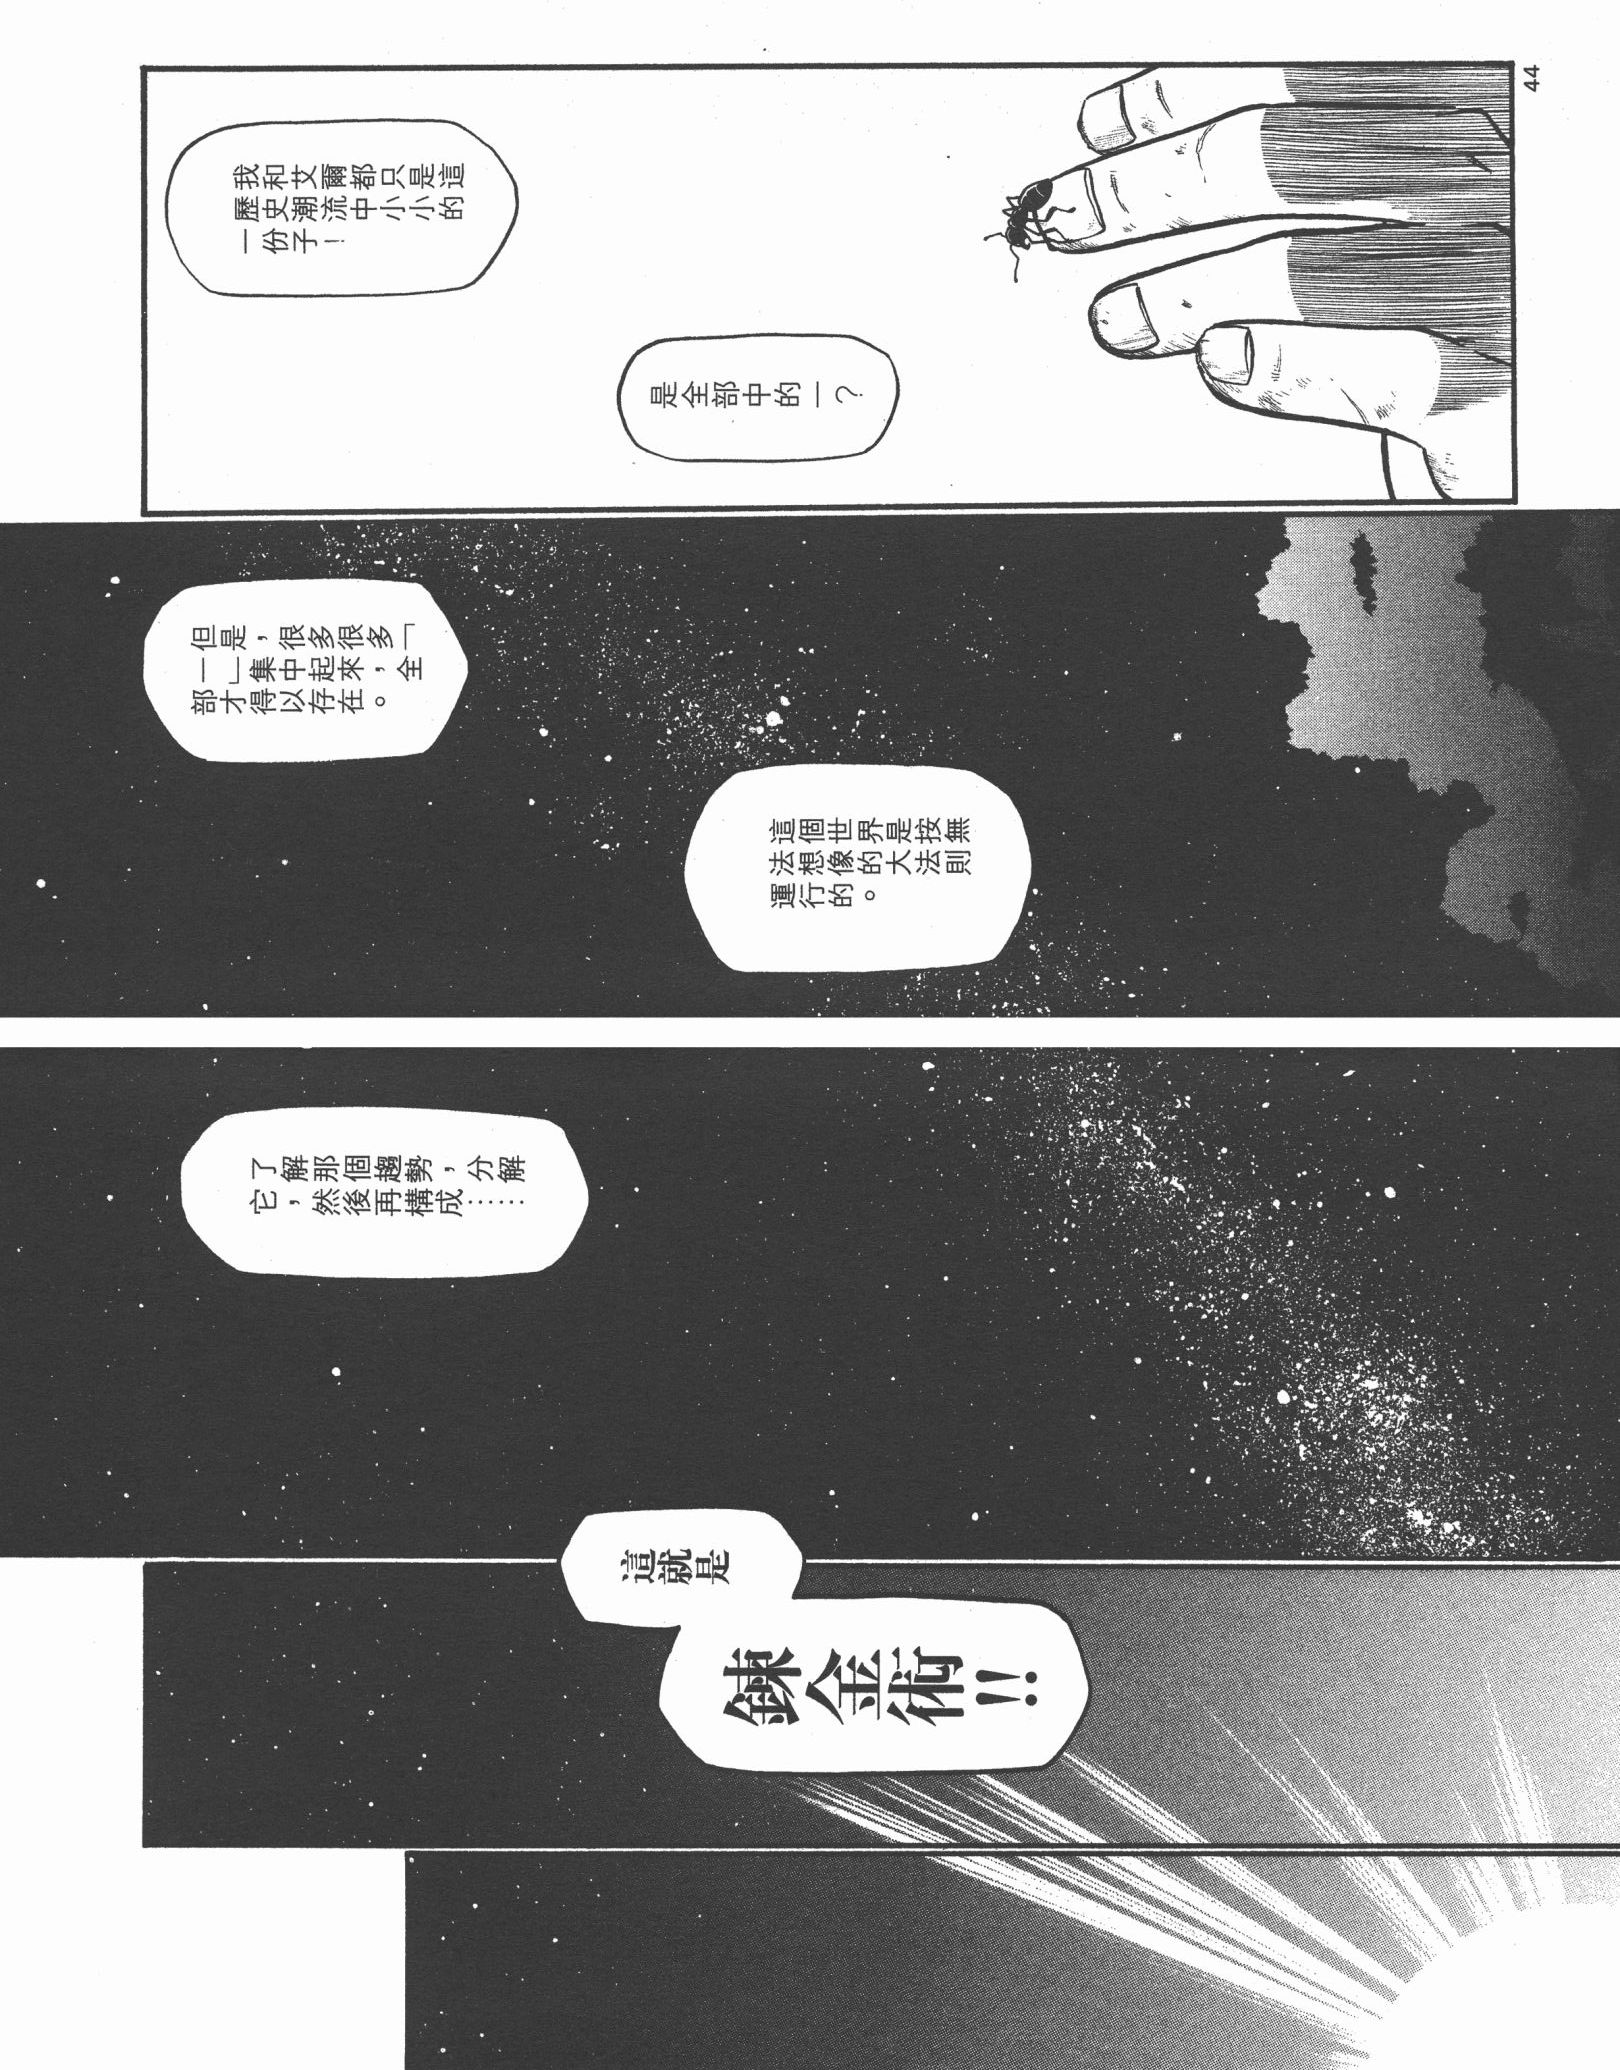 44
我和艾爾都只是這
歷史潮流中小小的
一份子！
是全部中的一？
但是，很多很多「
一」集中起來，全
部才得以存在。
這個世界是按無
法想像的大法則
運行的。
了解那個趨勢，分解
它，然後再構成……
這就是
鍊金術!!